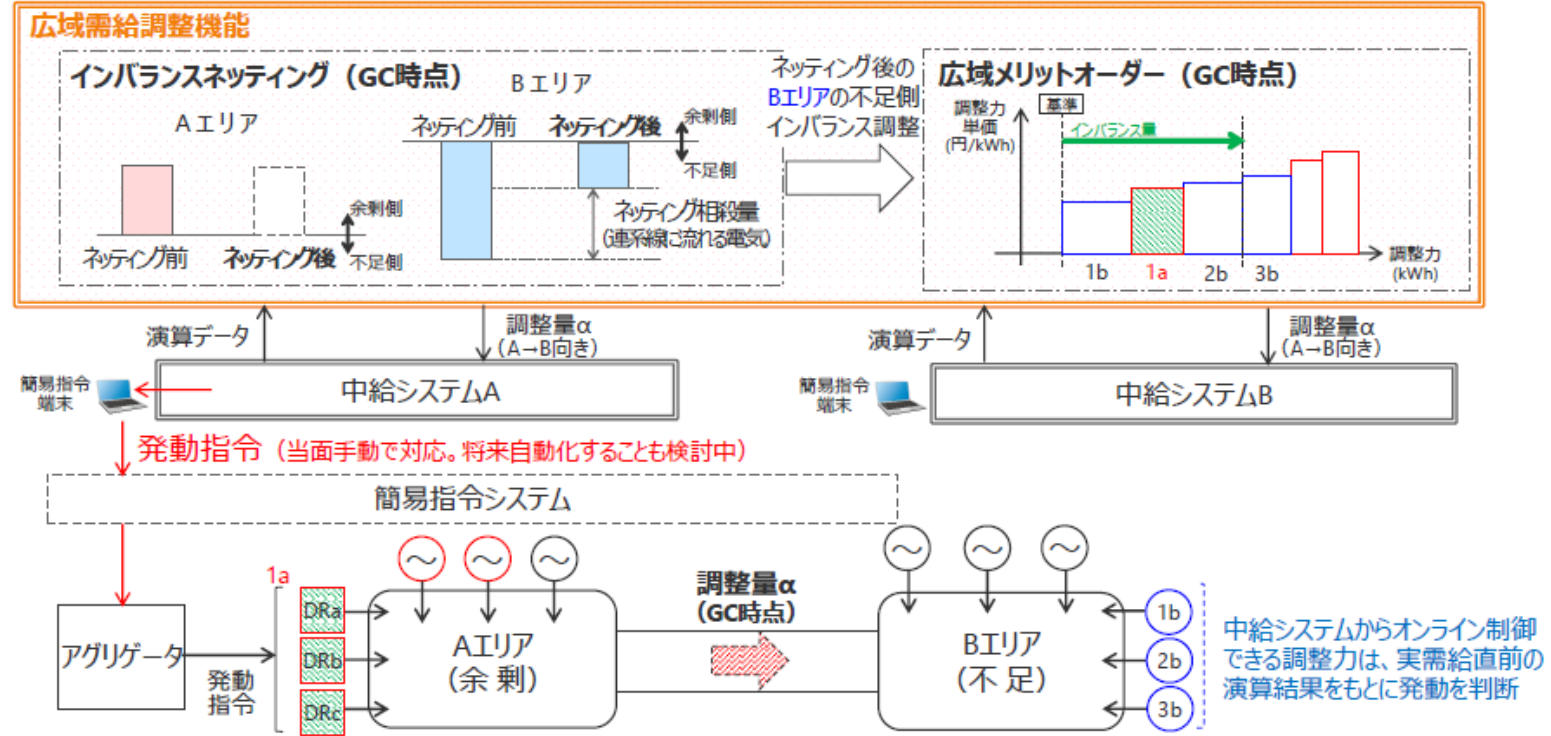 広域需給調整機能
インバランスネッティング（GC時点）
Aエリア
ネッティング前
ネッティング後
余剰側
不足側
Bエリア
ネッティング前
ネッティング後
余剰側
不足側
ネッティング相殺量
（連系線に流れる電気）
ネッティング後の
Bエリアの不足側
インバランス調整
広域メリットオーダー（GC時点）
調整力
単価
(円/kWh)
基準
インバランス量
1b
1a
2b
3b
調整力
(kWh)
演算データ
調整量α
（A→B向き）
演算データ
調整量α
（A→B向き）
簡易指令
端末
中給システムA
簡易指令
端末
中給システムB
発動指令（当面手動で対応。将来自動化することも検討中）
簡易指令システム
アグリゲータ
発動
指令
1a
DRa
DRb
DRc
～
～
～
Aエリア
（余 剰）
調整量α
（GC時点）
～
～
～
Bエリア
（不 足）
1b
2b
3b
中給システムからオンライン制御
できる調整力は、実需給直前の
演算結果をもとに発動を判断